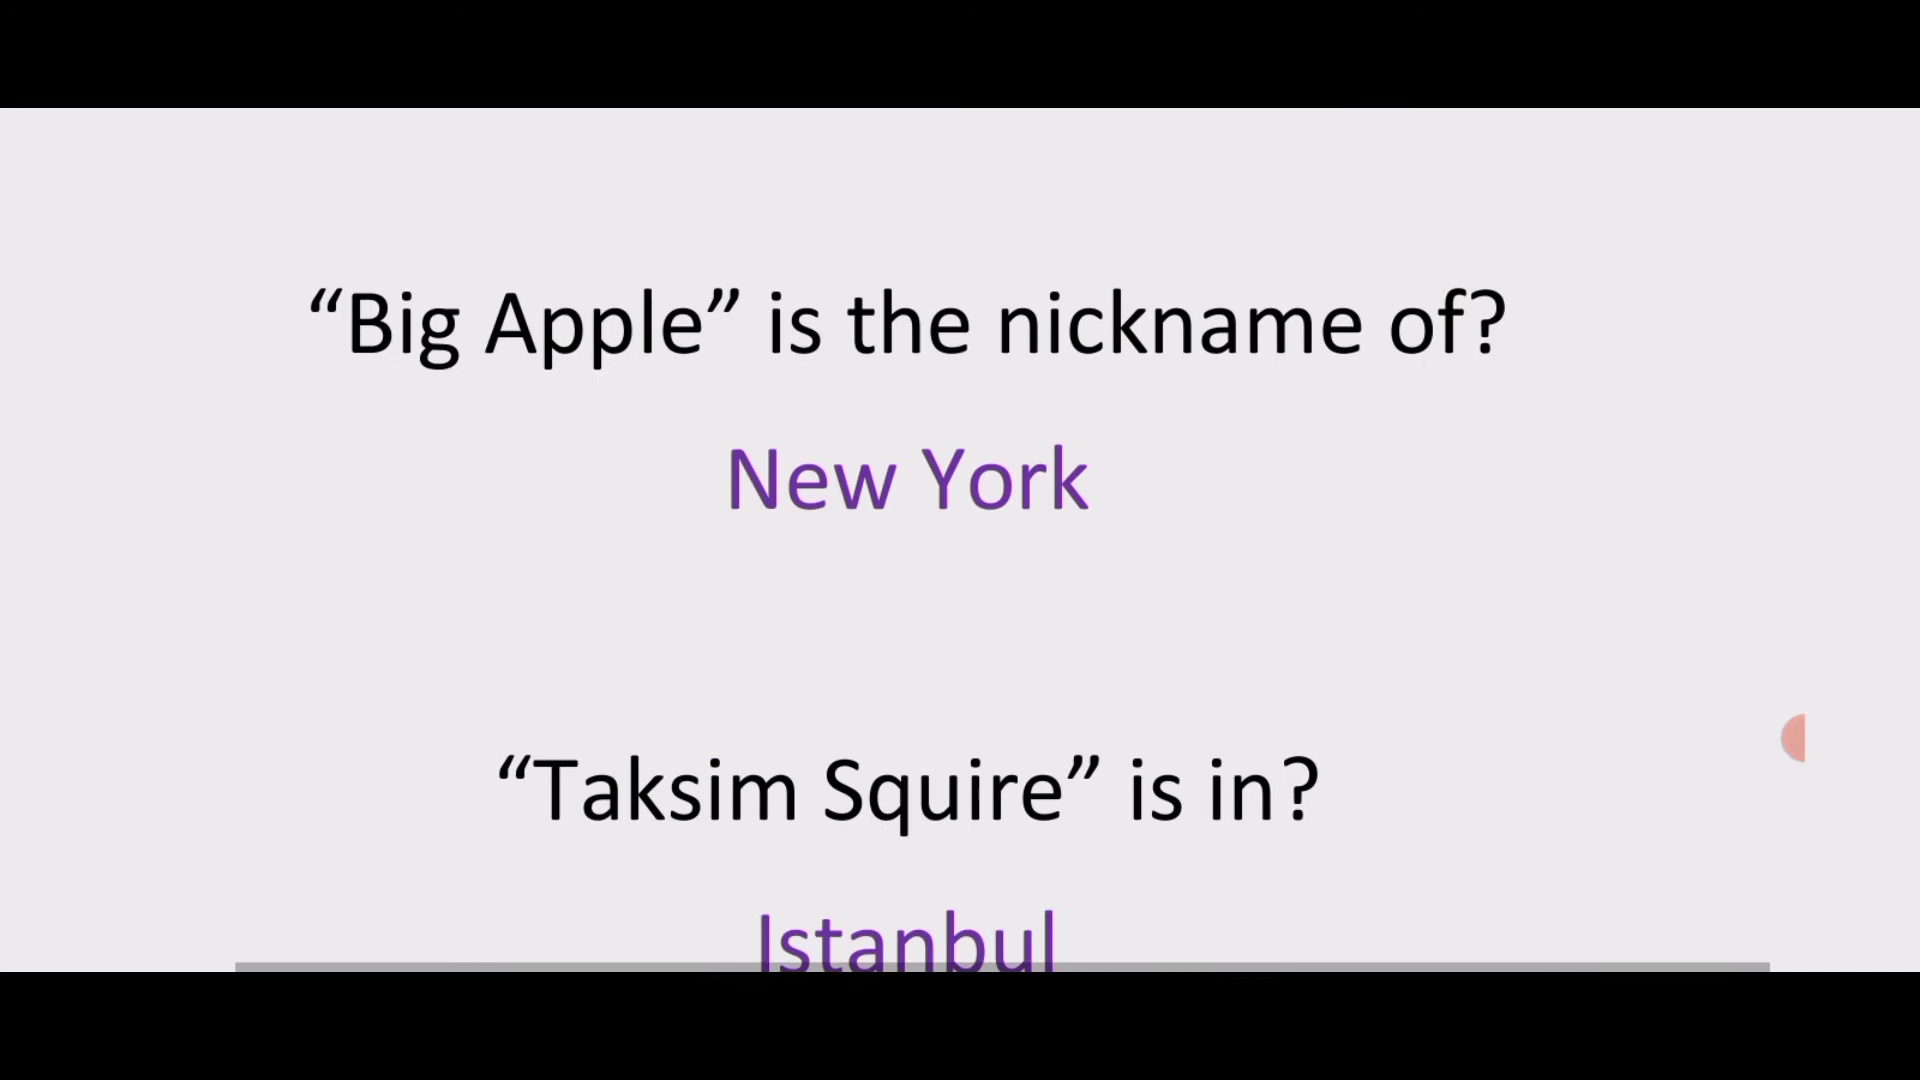 “Big Apple” is the nickname of?
New York
“Taksim Squire” is in?
Istanbul